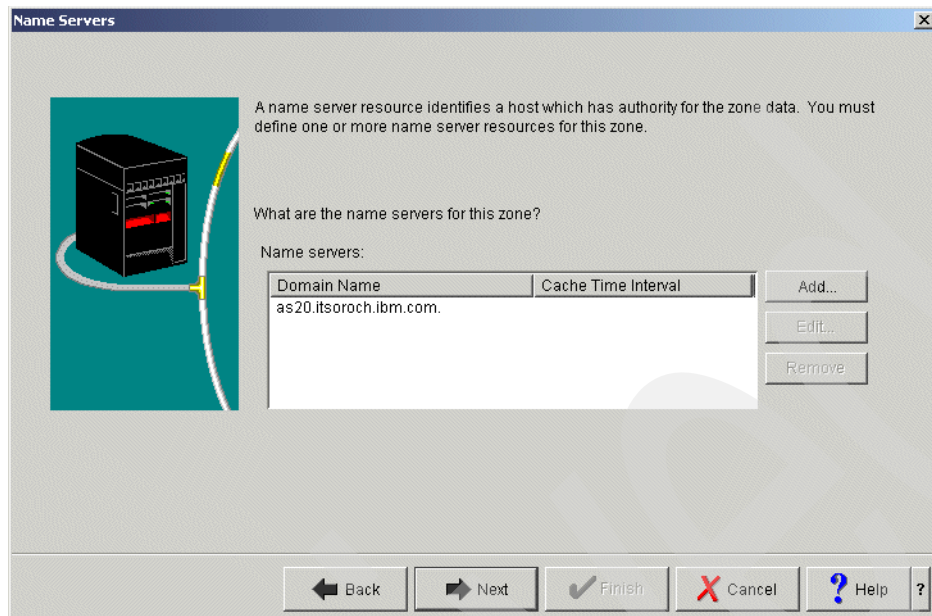 Name Servers
A name server resource identifies a host which has authority for the zone data. You must
define one or more name server resources for this zone.
What are the name servers for this zone?
Name servers:
Domain Name Cache Time Interval
as20.itsoroch.ibm.com.
Add...
Edit...
Remove
Back Next Finish Cancel ? Help ?